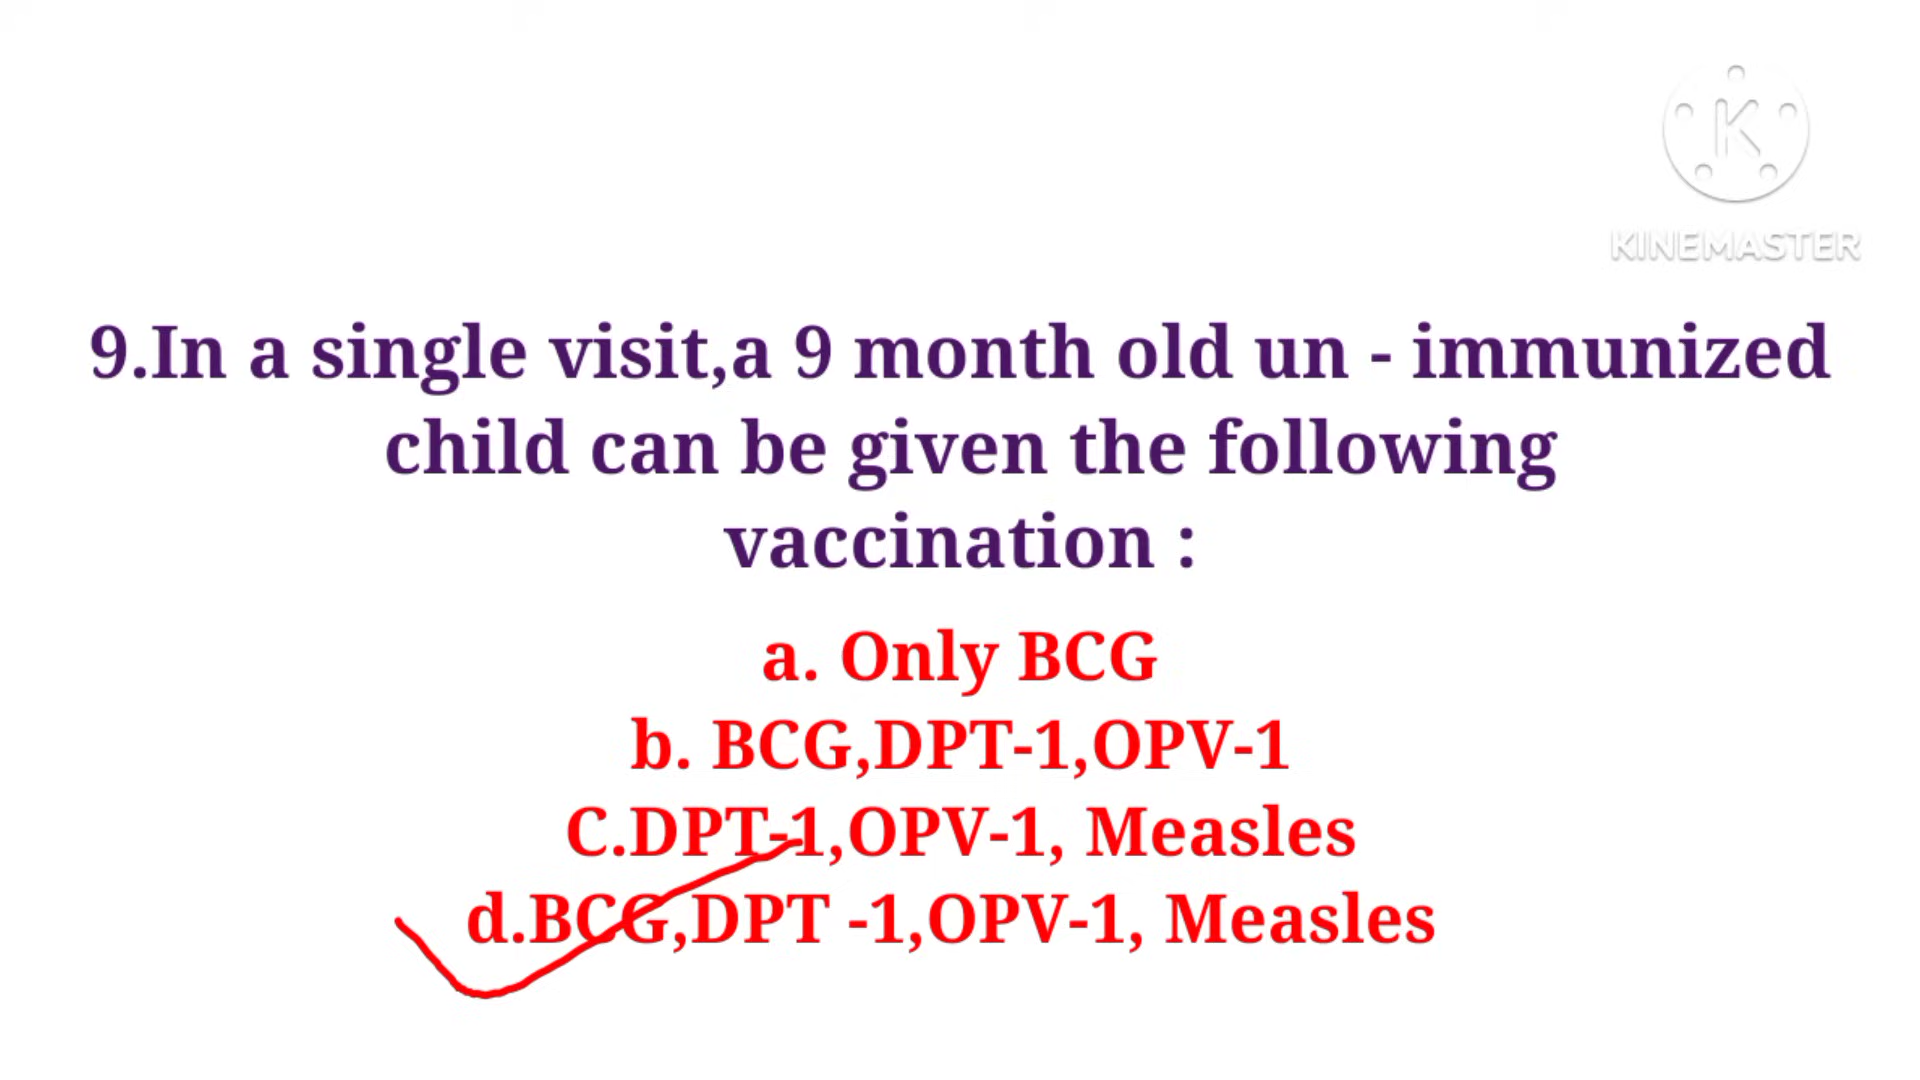 KINEMASTER
9.In a single visit,a 9 month old un - immunized
child can be given the following
vaccination :
a. Only BCG
b. BCG,DPT-1,OPV-1
C.DPT-1,OPV-1, Measles
d.BCG,DPT -1,OPV-1, Measles